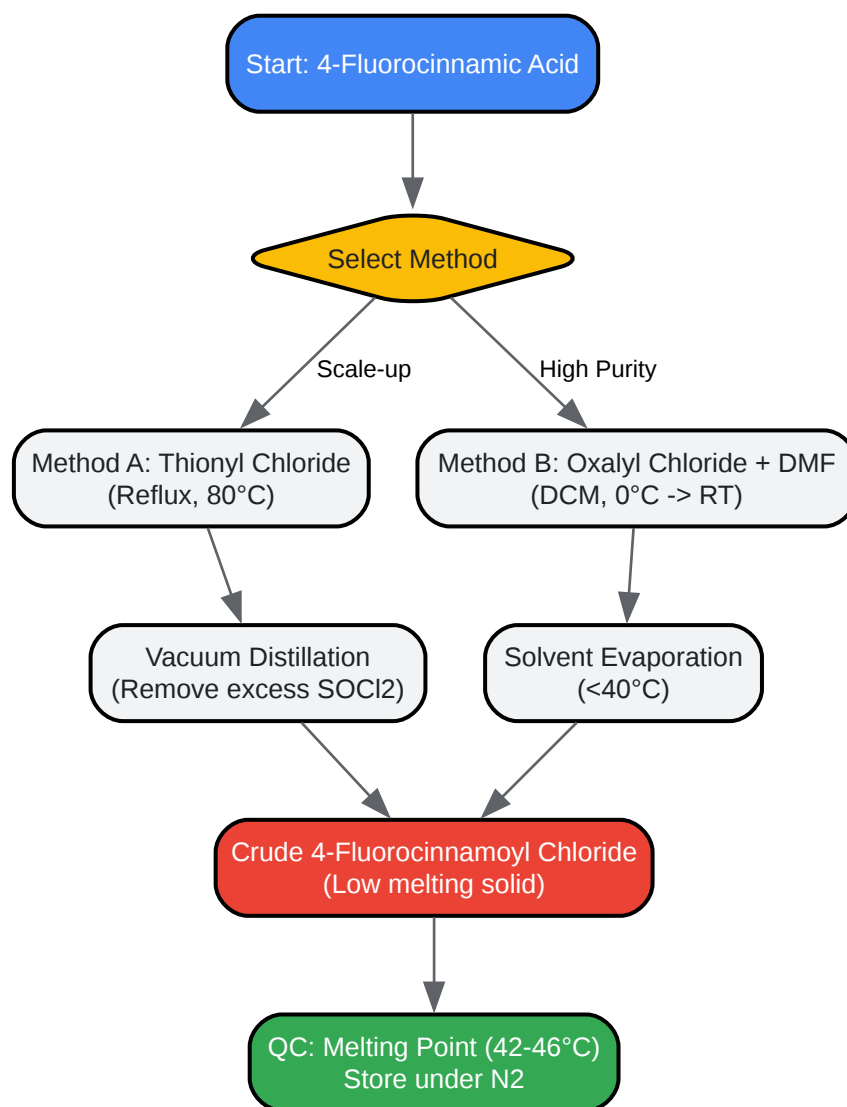 Start: 4-Fluorocinnamic Acid
Select Method
Scale-up
High Purity
Method A: Thionyl Chloride
(Reflux, 80°C)
Method B: Oxalyl Chloride + DMF
(DCM, 0°C -> RT)
Vacuum Distillation
(Remove excess SOCl2)
Solvent Evaporation
(<40°C)
Crude 4-Fluorocinnamoyl Chloride
(Low melting solid)
QC: Melting Point (42-46°C)
Store under N2